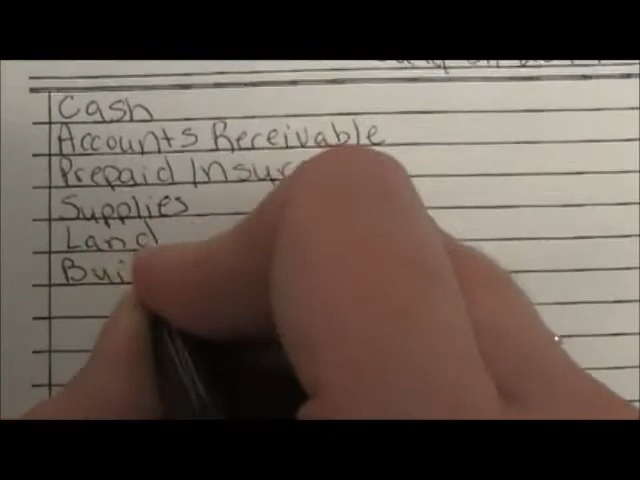 Cash
Accounts Receivable
Prepaid Insur
Supplies
Land
Bui